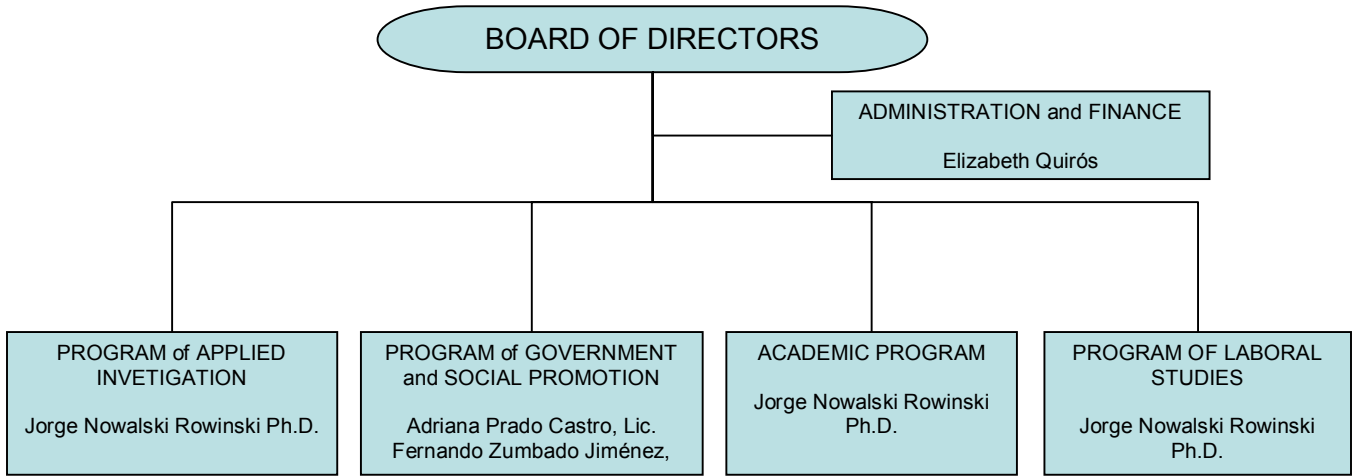 BOARD OF DIRECTORS
ADMINISTRATION and FINANCE
Elizabeth Quirós
PROGRAM of APPLIED
INVETIGATION
Jorge Nowalski Rowinski Ph.D.
PROGRAM of GOVERNMENT
and SOCIAL PROMOTION
Adriana Prado Castro, Lic.
Fernando Zumbado Jiménez,
ACADEMIC PROGRAM
Jorge Nowalski Rowinski
Ph.D.
PROGRAM OF LABORAL
STUDIES
Jorge Nowalski Rowinski
Ph.D.